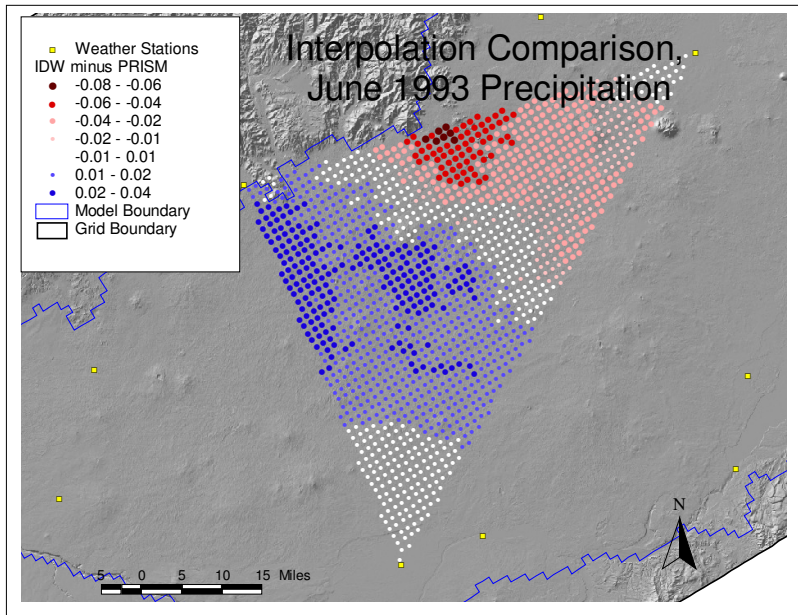 Interpolation Comparison,
June 1993 Precipitation
Weather Stations
IDW minus PRISM
-0.08 - -0.06
-0.06 - -0.04
-0.04 - -0.02
-0.02 - -0.01
-0.01 - 0.01
0.01 - 0.02
0.02 - 0.04
Model Boundary
Grid Boundary
N
5 0 5 10 15 Miles